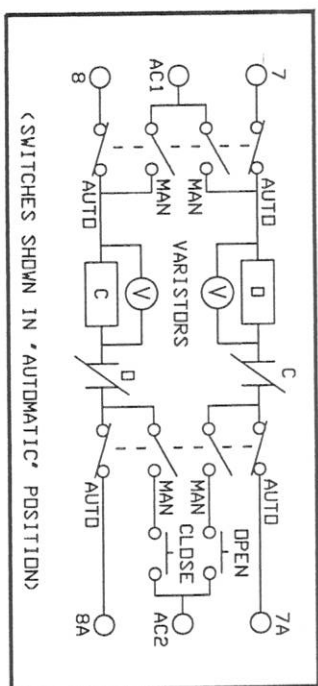 7
AUTO
O
C
AUTO
7A
V
MAN
MAN
OPEN
AC1
VARISTORS
AC2
MAN
MAN
CLOSE
V
8
AUTO
C
O
AUTO
8A
(SWITCHES SHOWN IN "AUTOMATIC" POSITION)